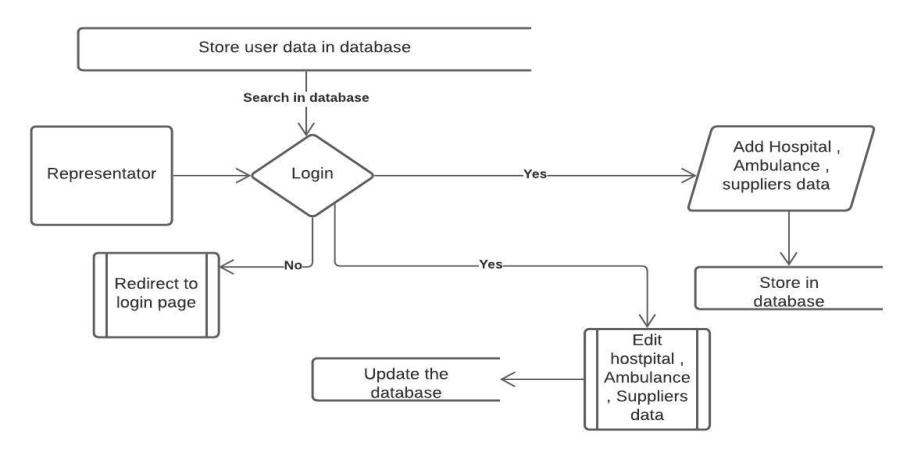 Store user data in database
Search in database
Representator
Login
Yes
Add Hospital ,
Ambulance ,
suppliers data
No
Redirect to
login page
Yes
Store in
database
Edit
hostpital ,
Ambulance
, Suppliers
data
Update the
database